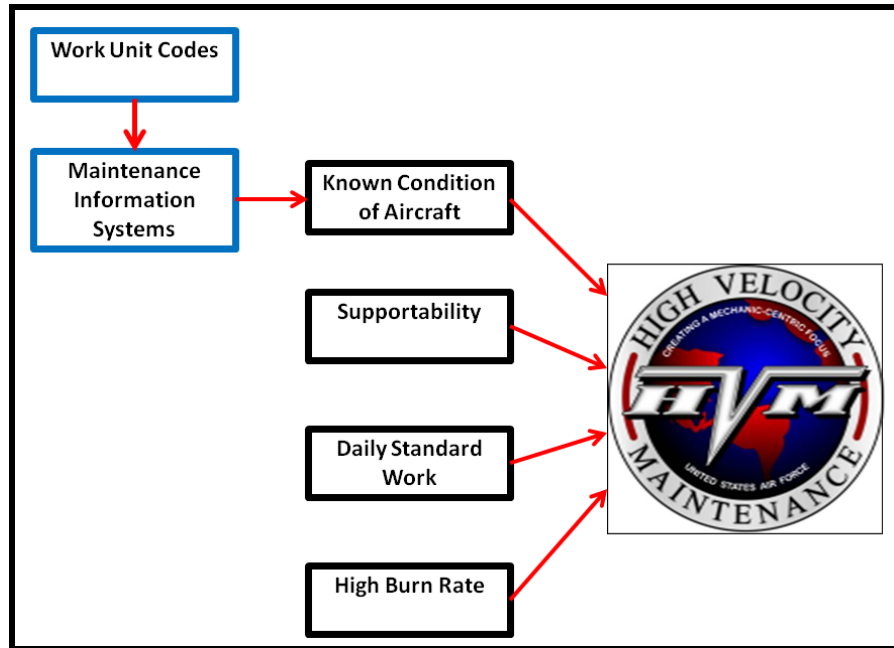 Work Unit Codes
Maintenance
Information
Systems
Known Condition
of Aircraft
Supportability
Daily Standard
Work
High Burn Rate
HIGH VELOCITY
CREATING A MECHANIC-CENTRIC FOCUS
HVM
UNITED STATES AIR FORCE
MAINTENANCE